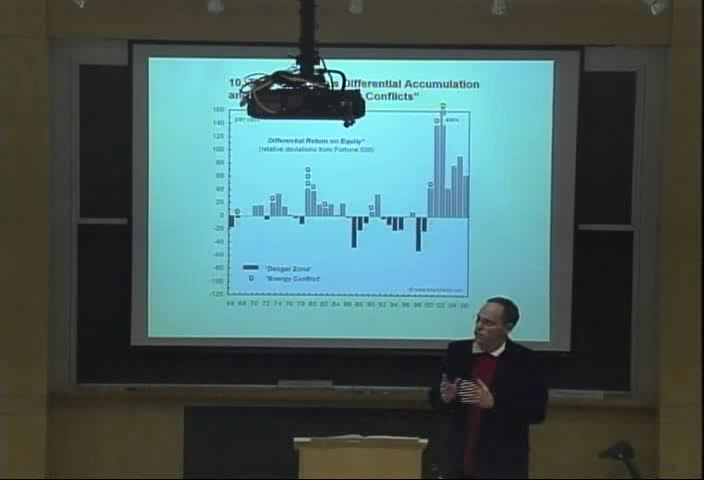 10. s Differential Accumulation
an Conflicts"
160
per
Differential Return on Equity*
(relative deviations from Fortune 500)
140
120
100
80
60
40
20
0
-20
-40
-60
-80
-100
-120
'Danger Zone'
'Energy Conflict'
66 68 70 72 74 76 78 80 82 84 86 88 90 92 94 96 98 00 02 04 06